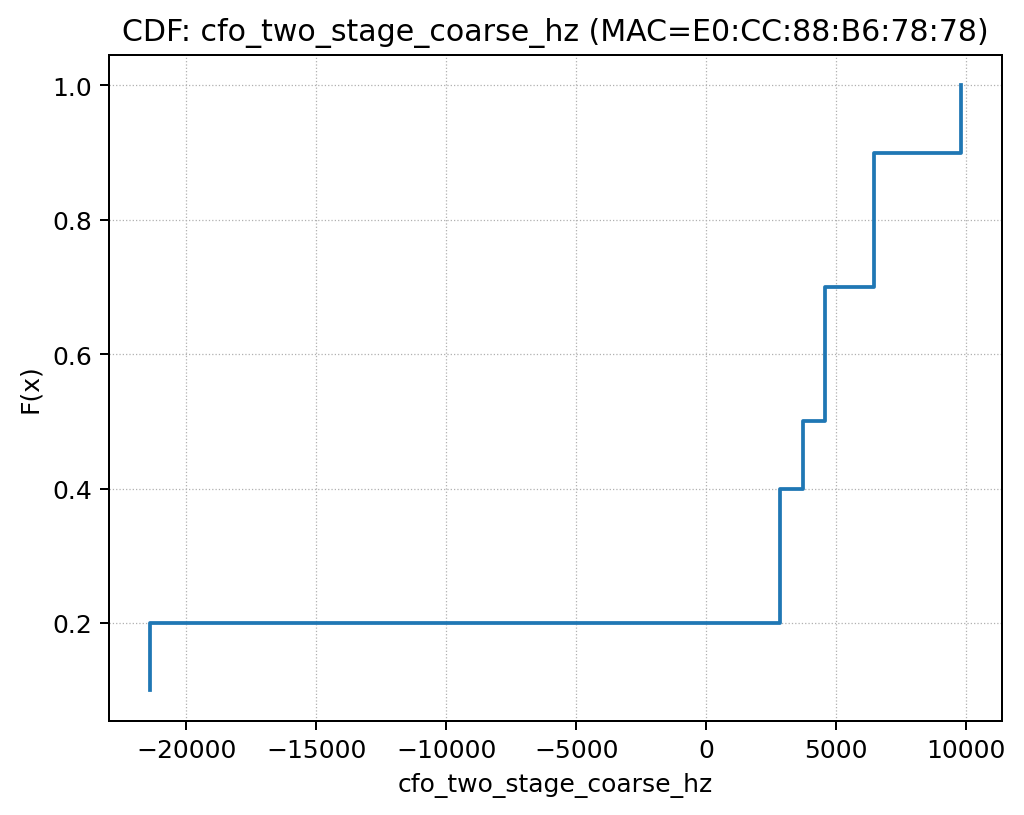 CDF: cfo_two_stage_coarse_hz (MAC=E0:CC:88:B6:78:78)
1.0
0.8
0.6
0.4
0.2
F(x)
−20000 −15000 −10000 −5000 0 5000 10000
cfo_two_stage_coarse_hz